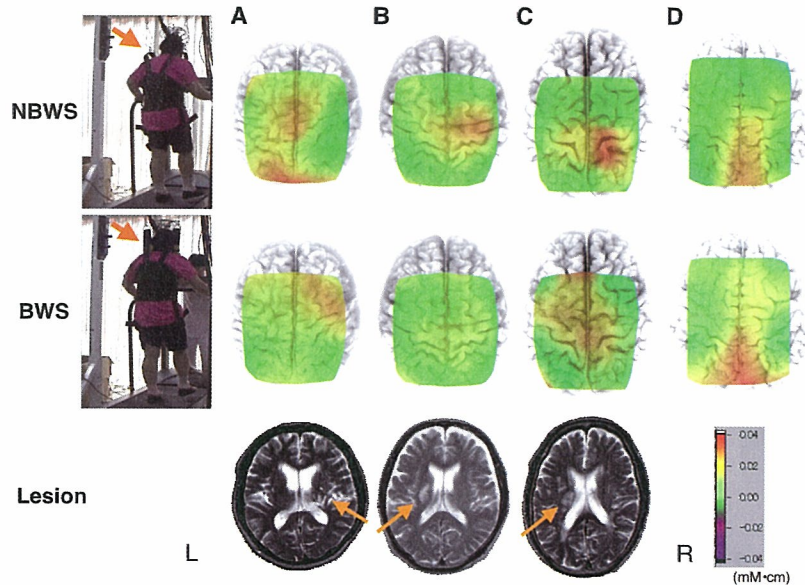 A B C D
NBWS
BWS
Lesion
L R
0.04
0.02
0.00
-0.02
-0.04
(mM•cm)